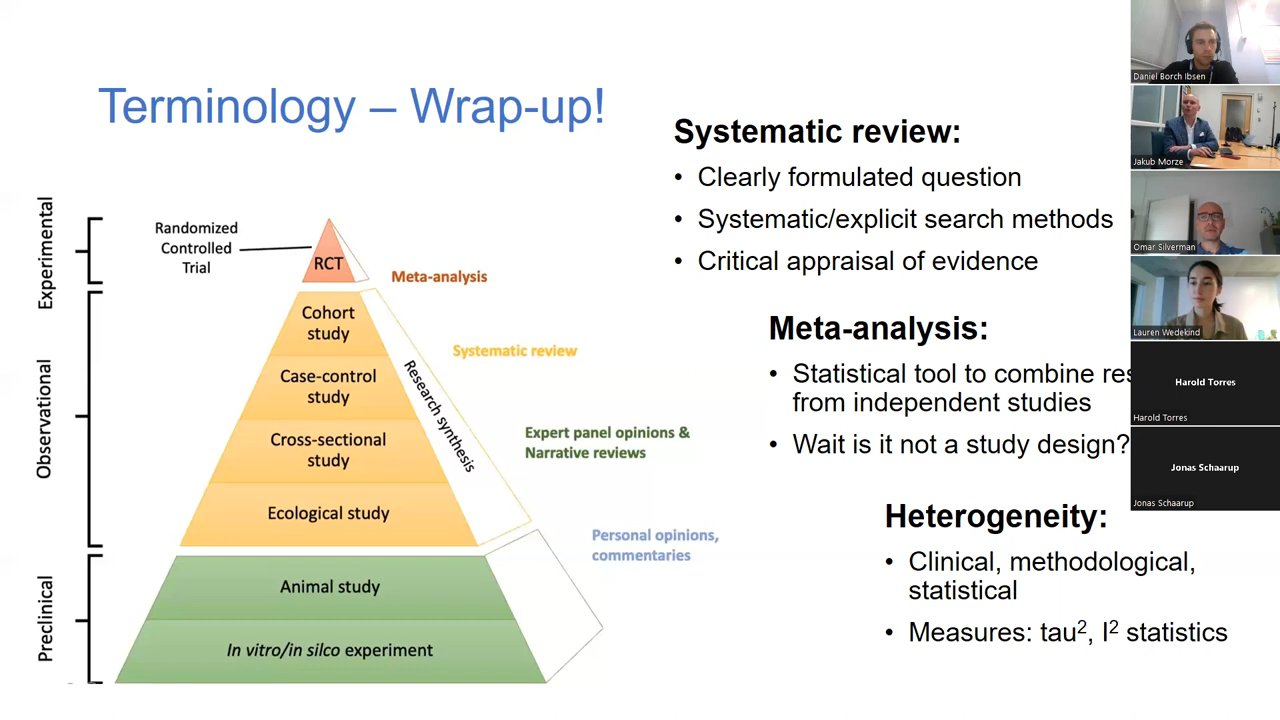 Terminology – Wrap-up!
Experimental
Observational
Preclinical
Randomized
Controlled
Trial
RCT
Cohort
study
Case-control
study
Cross-sectional
study
Ecological study
Animal study
In vitro/in silco experiment
Research synthesis
Meta-analysis
Systematic review
Expert panel opinions &
Narrative reviews
Personal opinions,
commentaries
Systematic review:
• Clearly formulated question
• Systematic/explicit search methods
• Critical appraisal of evidence
Meta-analysis:
• Statistical tool to combine res
from independent studies
• Wait is it not a study design?
Heterogeneity:
• Clinical, methodological,
statistical
• Measures: tau², I² statistics
Daniel Borch Ibsen
Jakub Morze
Omar Silverman
Lauren Wedekind
Harold Torres
Harold Torres
Jonas Schaarup
Jonas Schaarup